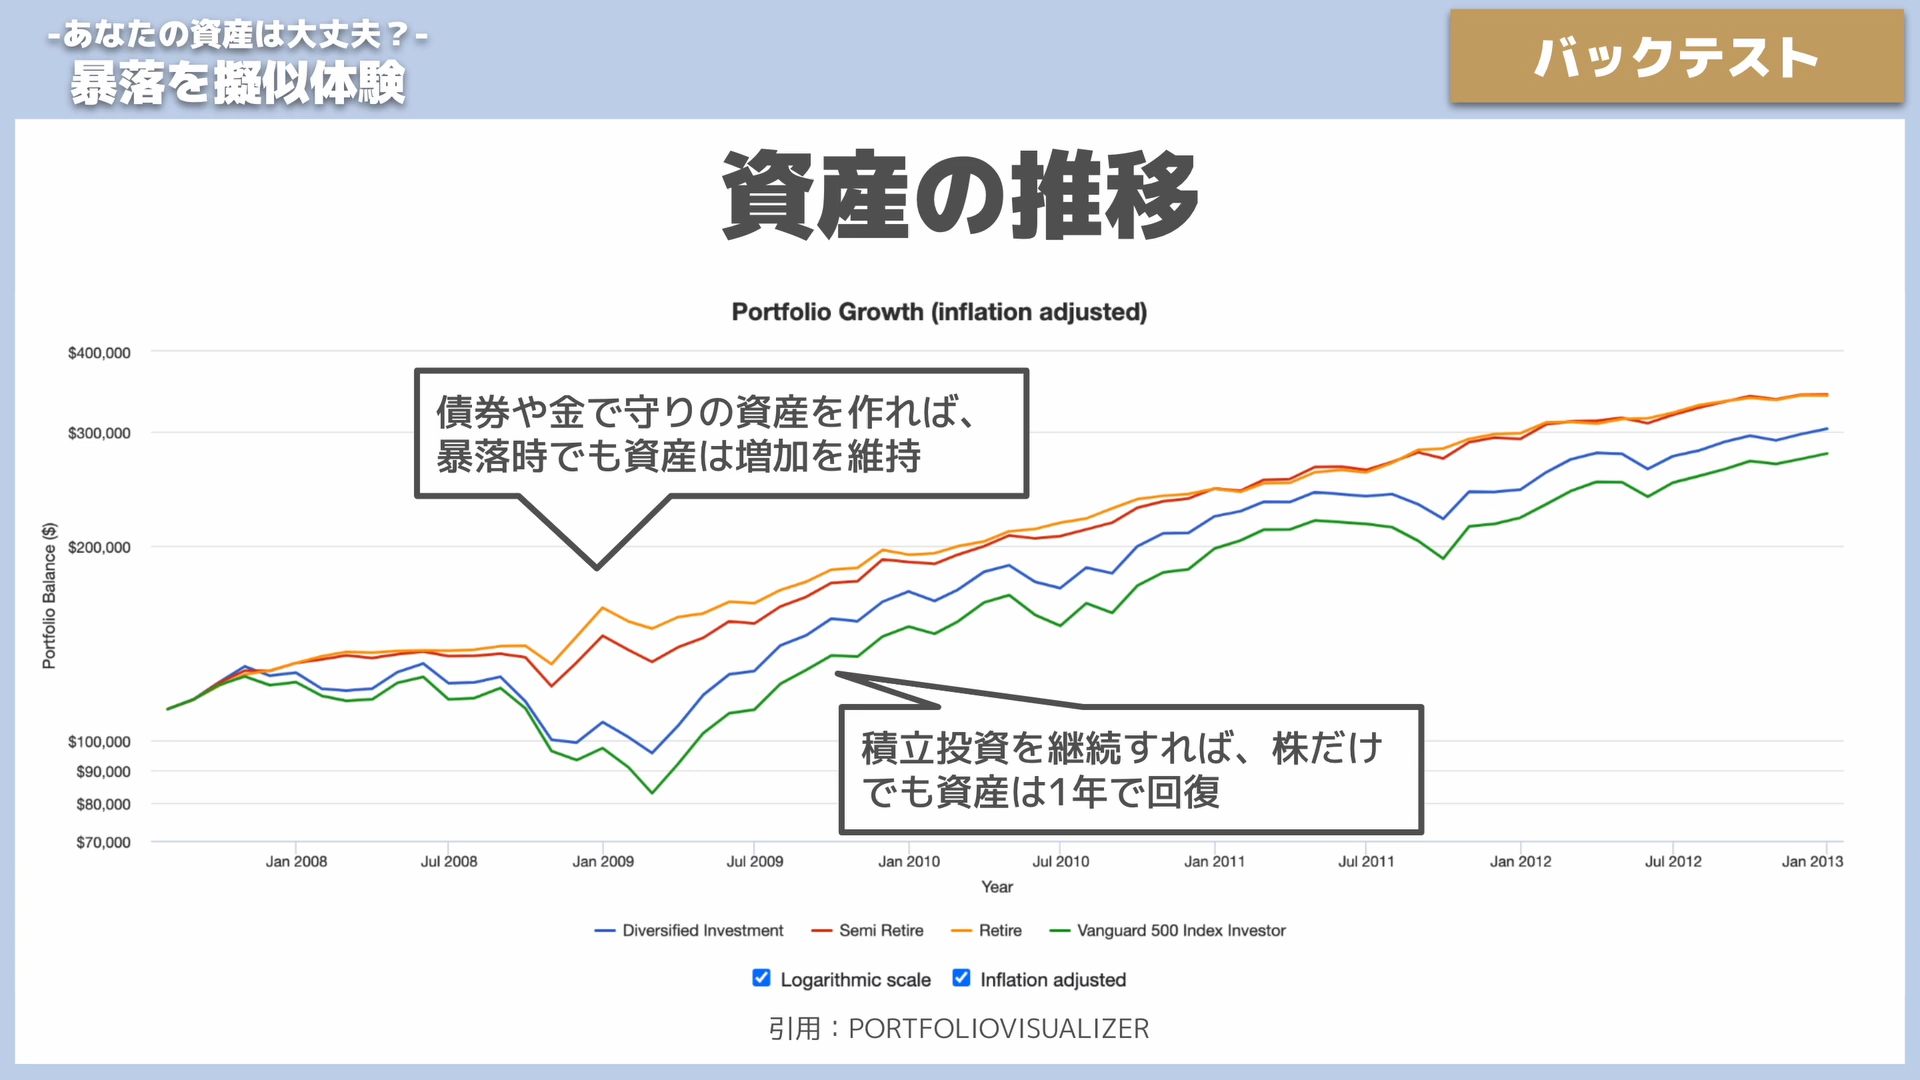 -あなたの資産は大丈夫？-
暴落を擬似体験
バックテスト
資産の推移
Portfolio Growth (inflation adjusted)
$400,000
$300,000
$200,000
$100,000
$90,000
$80,000
$70,000
Portfolio Balance ($)
債券や金で守りの資産を作れば、
暴落時でも資産は増加を維持
積立投資を継続すれば、株だけ
でも資産は1年で回復
Jan 2008 Jul 2008 Jan 2009 Jul 2009 Jan 2010 Jul 2010 Jan 2011 Jul 2011 Jan 2012 Jul 2012 Jan 2013
Year
Diversified Investment Semi Retire Retire Vanguard 500 Index Investor
Logarithmic scale Inflation adjusted
引用：PORTFOLIOVISUALIZER